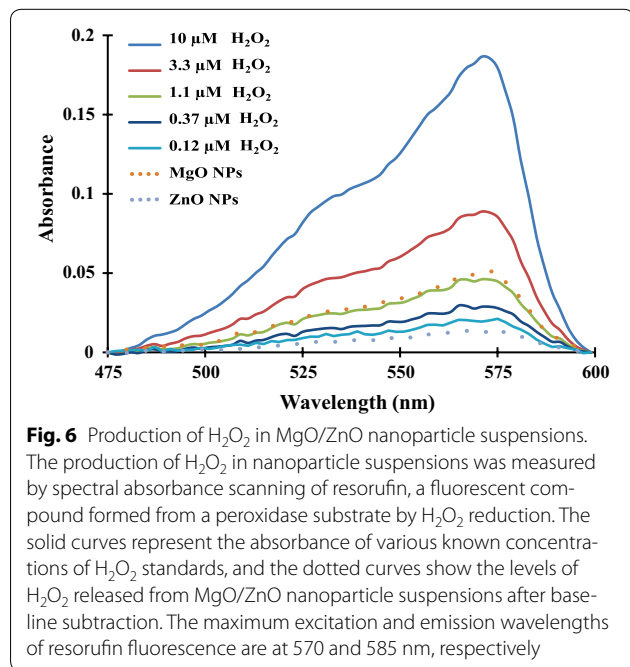 0.2
0.15
0.1
0.05
0
Absorbance
10 µM H₂O₂
3.3 µM H₂O₂
1.1 µM H₂O₂
0.37 µM H₂O₂
0.12 µM H₂O₂
MgO NPs
ZnO NPs
475 500 525 550 575 600
Wavelength (nm)
Fig. 6 Production of H₂O₂ in MgO/ZnO nanoparticle suspensions.
The production of H₂O₂ in nanoparticle suspensions was measured
by spectral absorbance scanning of resorufin, a fluorescent com-
pound formed from a peroxidase substrate by H₂O₂ reduction. The
solid curves represent the absorbance of various known concentra-
tions of H₂O₂ standards, and the dotted curves show the levels of
H₂O₂ released from MgO/ZnO nanoparticle suspensions after base-
line subtraction. The maximum excitation and emission wavelengths
of resorufin fluorescence are at 570 and 585 nm, respectively